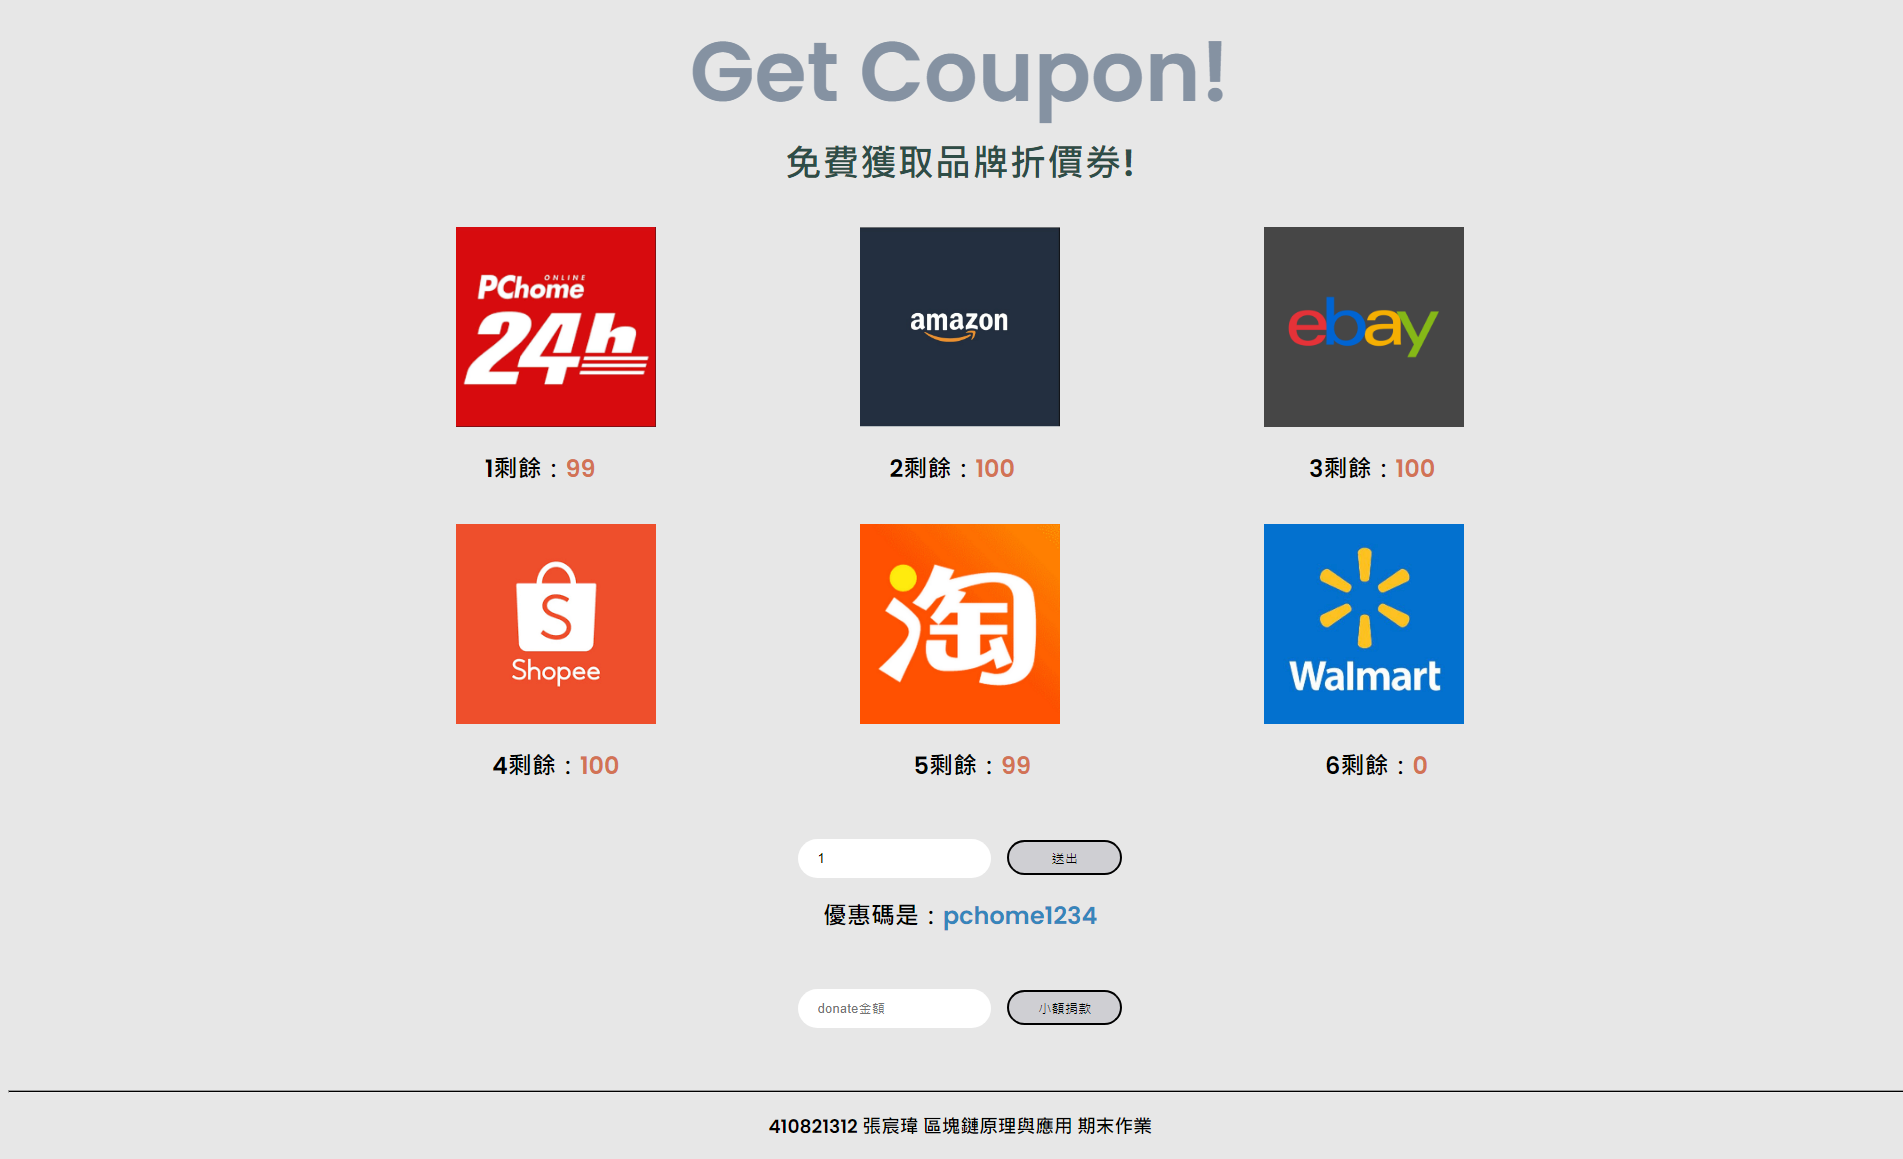 Get Coupon!
免費獲取品牌折價券!
PChome ONLINE
24h
amazon
ebay
1剩餘：99
2剩餘：100
3剩餘：100
S
Shopee
淘
Walmart
4剩餘：100
5剩餘：99
6剩餘：0
1
送出
優惠碼是：pchome1234
donate金額
小額捐款
410821312 張宸瑋 區塊鏈原理與應用 期末作業